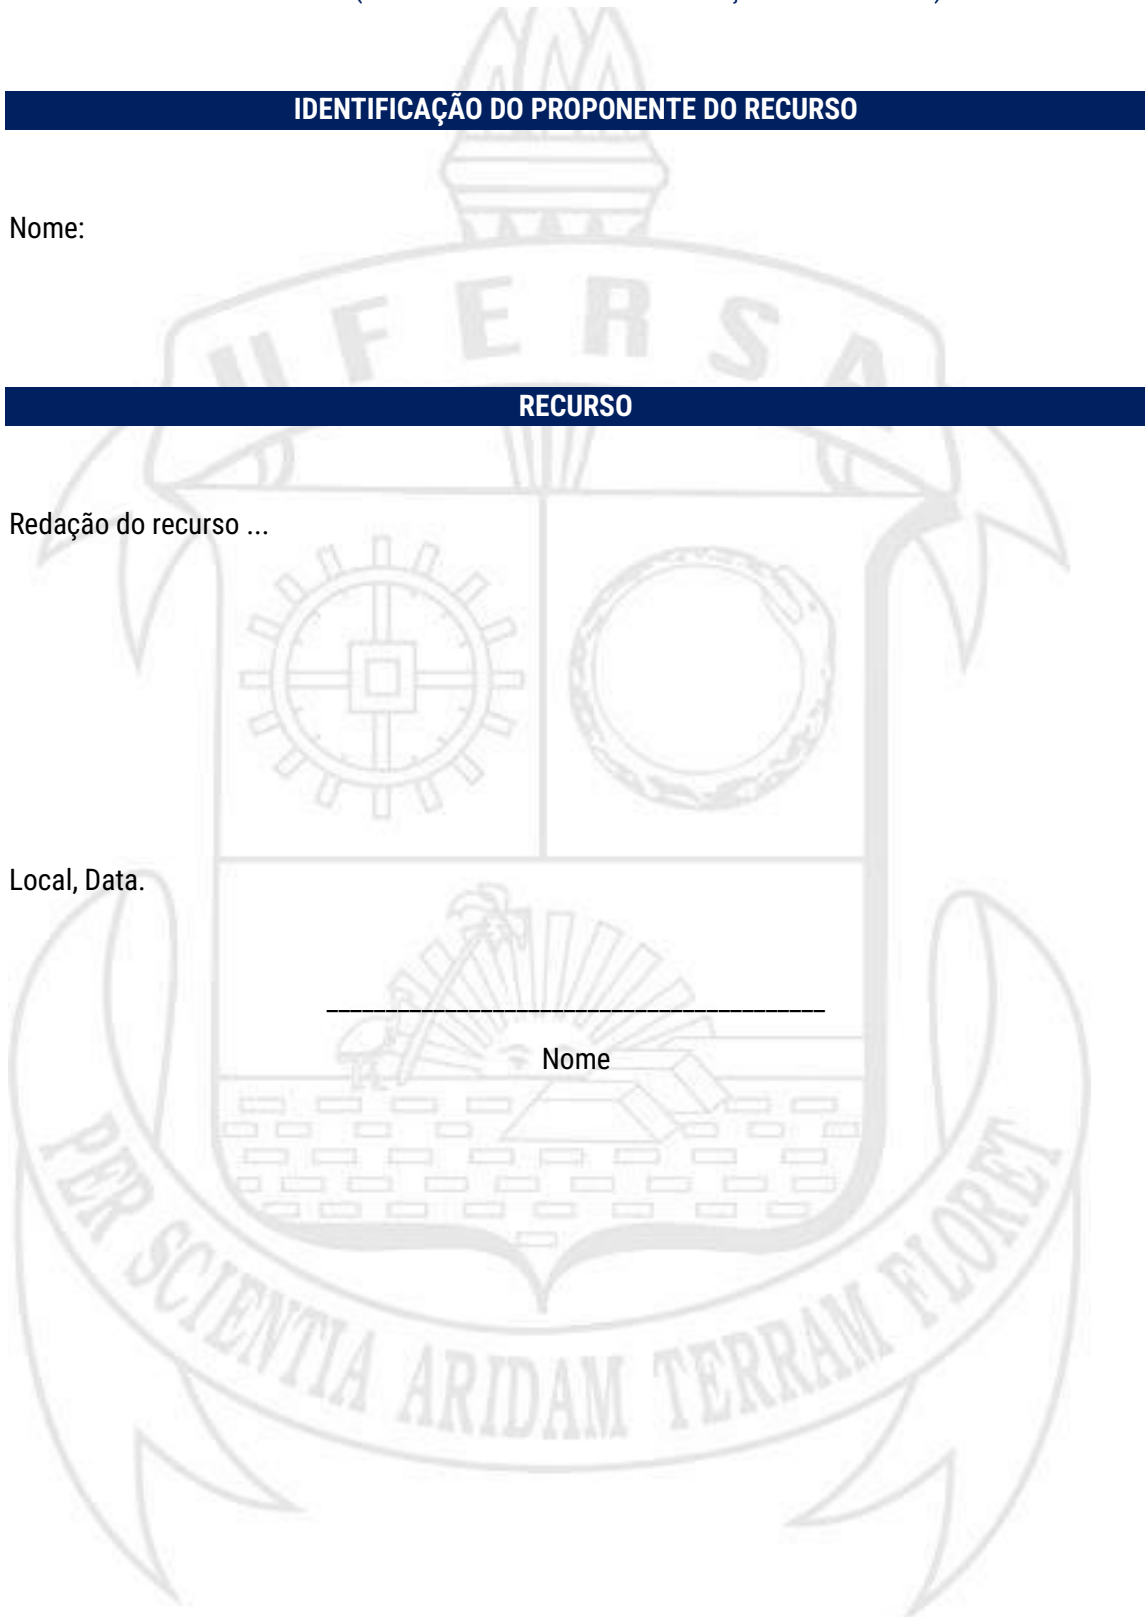 IDENTIFICAÇÃO DO PROPONENTE DO RECURSO
Nome:
UFERSA
RECURSO
Redação do recurso ...
Local, Data.
__________________________________________
Nome
PER SCIENTIA ARIDAM TERRAM FLORET